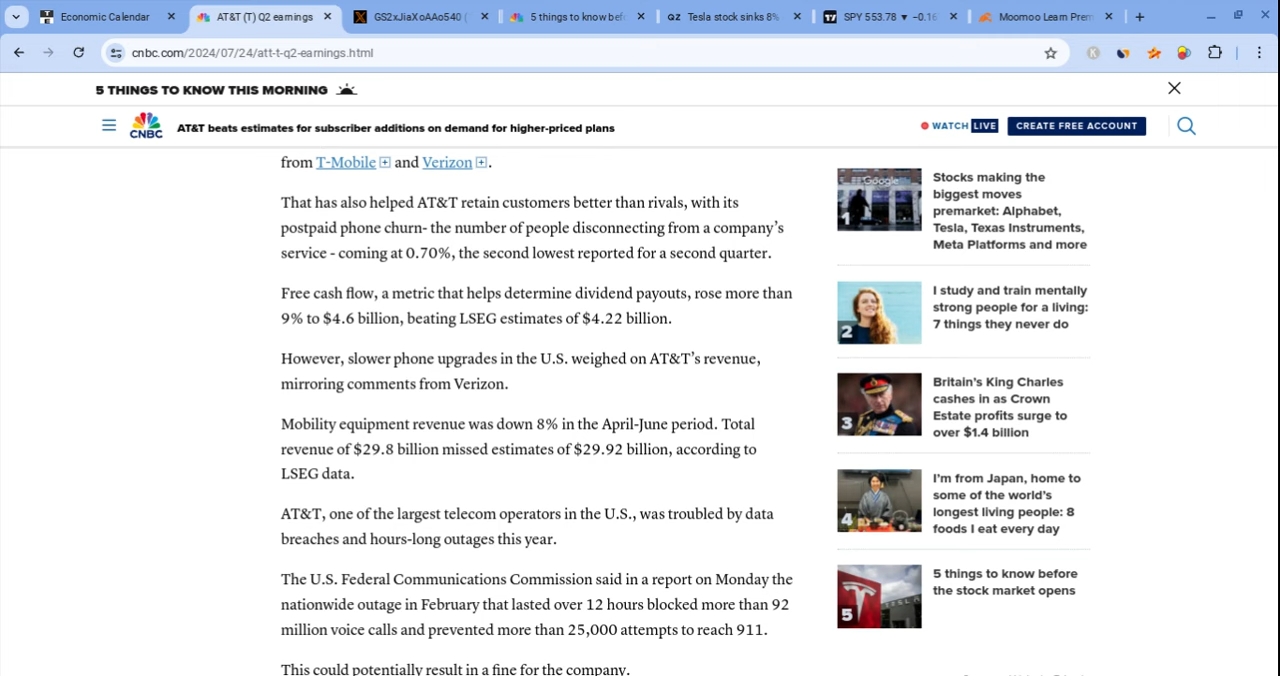 Economic Calendar
AT&T (T) Q2 earnings
GS2xJiaXoAAo540 (
5 things to know bef
QZ Tesla stock sinks 8%
SPY 553.78 ▼ −0.16
Moomoo Learn Prem
cnbc.com/2024/07/24/att-t-q2-earnings.html
5 THINGS TO KNOW THIS MORNING
CNBC
AT&T beats estimates for subscriber additions on demand for higher-priced plans
WATCH LIVE
CREATE FREE ACCOUNT
from T-Mobile and Verizon.
That has also helped AT&T retain customers better than rivals, with its
postpaid phone churn- the number of people disconnecting from a company’s
service - coming at 0.70%, the second lowest reported for a second quarter.
Free cash flow, a metric that helps determine dividend payouts, rose more than
9% to $4.6 billion, beating LSEG estimates of $4.22 billion.
However, slower phone upgrades in the U.S. weighed on AT&T’s revenue,
mirroring comments from Verizon.
Mobility equipment revenue was down 8% in the April-June period. Total
revenue of $29.8 billion missed estimates of $29.92 billion, according to
LSEG data.
AT&T, one of the largest telecom operators in the U.S., was troubled by data
breaches and hours-long outages this year.
The U.S. Federal Communications Commission said in a report on Monday the
nationwide outage in February that lasted over 12 hours blocked more than 92
million voice calls and prevented more than 25,000 attempts to reach 911.
This could potentially result in a fine for the company.
Google
1
Stocks making the
biggest moves
premarket: Alphabet,
Tesla, Texas Instruments,
Meta Platforms and more
2
I study and train mentally
strong people for a living:
7 things they never do
3
Britain’s King Charles
cashes in as Crown
Estate profits surge to
over $1.4 billion
4
I’m from Japan, home to
some of the world’s
longest living people: 8
foods I eat every day
5
5 things to know before
the stock market opens